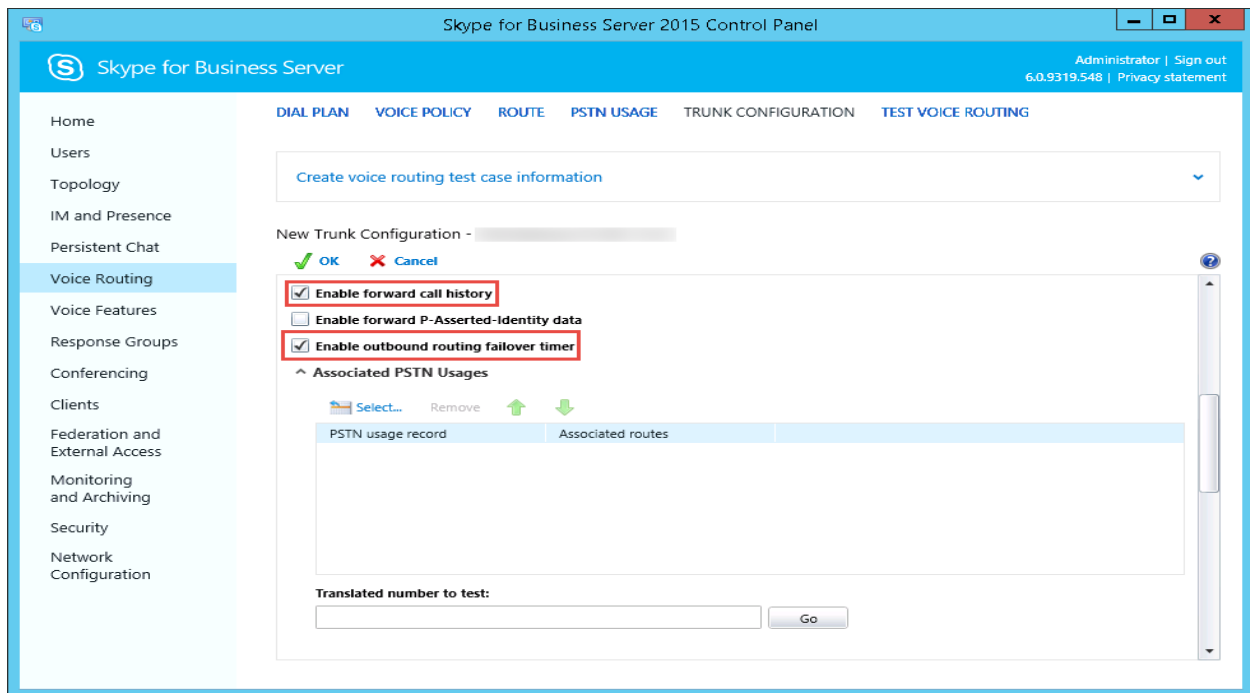 Skype for Business Server 2015 Control Panel
Skype for Business Server
Administrator | Sign out
6.0.9319.548 | Privacy statement
Home
Users
Topology
IM and Presence
Persistent Chat
Voice Routing
Voice Features
Response Groups
Conferencing
Clients
Federation and
External Access
Monitoring
and Archiving
Security
Network
Configuration
DIAL PLAN VOICE POLICY ROUTE PSTN USAGE TRUNK CONFIGURATION TEST VOICE ROUTING
Create voice routing test case information
New Trunk Configuration -
OK Cancel
Enable forward call history
Enable forward P-Asserted-Identity data
Enable outbound routing failover timer
Associated PSTN Usages
Select... Remove
PSTN usage record Associated routes
Translated number to test:
Go